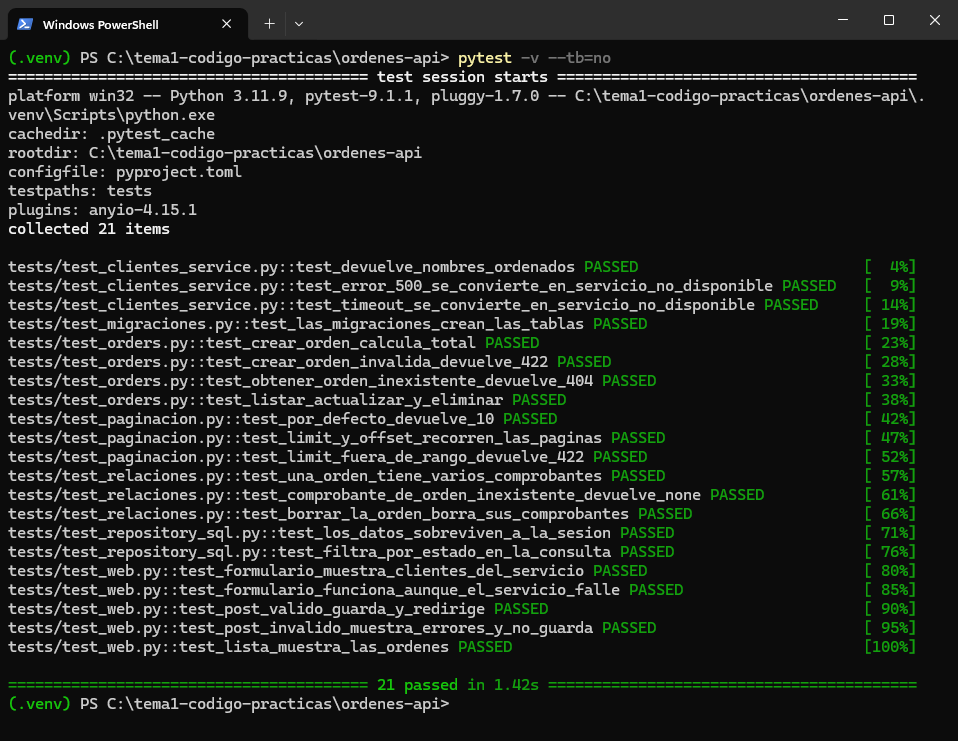 Windows PowerShell
(.venv) PS C:\tema1-codigo-practicas\ordenes-api> pytest -v --tb=no
======================================== test session starts ========================================
platform win32 -- Python 3.11.9, pytest-9.1.1, pluggy-1.7.0 -- C:\tema1-codigo-practicas\ordenes-api\.
venv\Scripts\python.exe
cachedir: .pytest_cache
rootdir: C:\tema1-codigo-practicas\ordenes-api
configfile: pyproject.toml
testpaths: tests
plugins: anyio-4.15.1
collected 21 items
tests/test_clientes_service.py::test_devuelve_nombres_ordenados PASSED [  4%]
tests/test_clientes_service.py::test_error_500_se_convierte_en_servicio_no_disponible PASSED [  9%]
tests/test_clientes_service.py::test_timeout_se_convierte_en_servicio_no_disponible PASSED [ 14%]
tests/test_migraciones.py::test_las_migraciones_crean_las_tablas PASSED [ 19%]
tests/test_orders.py::test_crear_orden_calcula_total PASSED [ 23%]
tests/test_orders.py::test_crear_orden_invalida_devuelve_422 PASSED [ 28%]
tests/test_orders.py::test_obtener_orden_inexistente_devuelve_404 PASSED [ 33%]
tests/test_orders.py::test_listar_actualizar_y_eliminar PASSED [ 38%]
tests/test_paginacion.py::test_por_defecto_devuelve_10 PASSED [ 42%]
tests/test_paginacion.py::test_limit_y_offset_recorren_las_paginas PASSED [ 47%]
tests/test_paginacion.py::test_limit_fuera_de_rango_devuelve_422 PASSED [ 52%]
tests/test_relaciones.py::test_una_orden_tiene_varios_comprobantes PASSED [ 57%]
tests/test_relaciones.py::test_comprobante_de_orden_inexistente_devuelve_none PASSED [ 61%]
tests/test_relaciones.py::test_borrar_la_orden_borra_sus_comprobantes PASSED [ 66%]
tests/test_repository_sql.py::test_los_datos_sobreviven_a_la_sesion PASSED [ 71%]
tests/test_repository_sql.py::test_filtra_por_estado_en_la_consulta PASSED [ 76%]
tests/test_web.py::test_formulario_muestra_clientes_del_servicio PASSED [ 80%]
tests/test_web.py::test_formulario_funciona_aunque_el_servicio_falle PASSED [ 85%]
tests/test_web.py::test_post_valido_guarda_y_redirige PASSED [ 90%]
tests/test_web.py::test_post_invalido_muestra_errores_y_no_guarda PASSED [ 95%]
tests/test_web.py::test_lista_muestra_las_ordenes PASSED [100%]
======================================== 21 passed in 1.42s =========================================
(.venv) PS C:\tema1-codigo-practicas\ordenes-api>